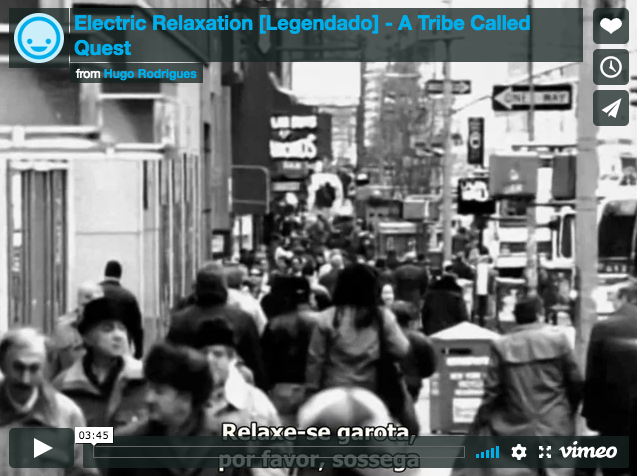 Electric Relaxation [Legendado] - A Tribe Called
Quest
from Hugo Rodrigues
ONE WAY
Relaxe-se garota,
por favor, sossega
03:45
vimeo